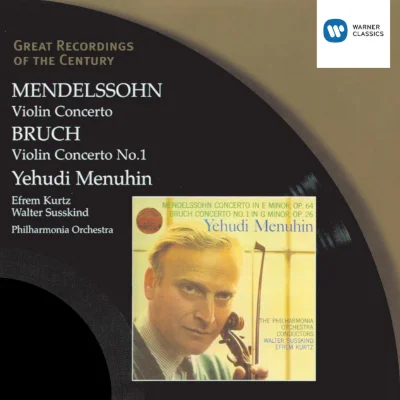 WARNER
CLASSICS
GREAT RECORDINGS
OF THE CENTURY
MENDELSSOHN
Violin Concerto
BRUCH
Violin Concerto No.1
Yehudi Menuhin
Efrem Kurtz
Walter Susskind
Philharmonia Orchestra
MENDELSSOHN CONCERTO IN E MINOR, OP. 64
BRUCH CONCERTO NO. 1 IN G MINOR, OP. 26
Yehudi Menuhin
THE PHILHARMONIA
ORCHESTRA
CONDUCTORS
WALTER SUSSKIND
EFREM KURTZ